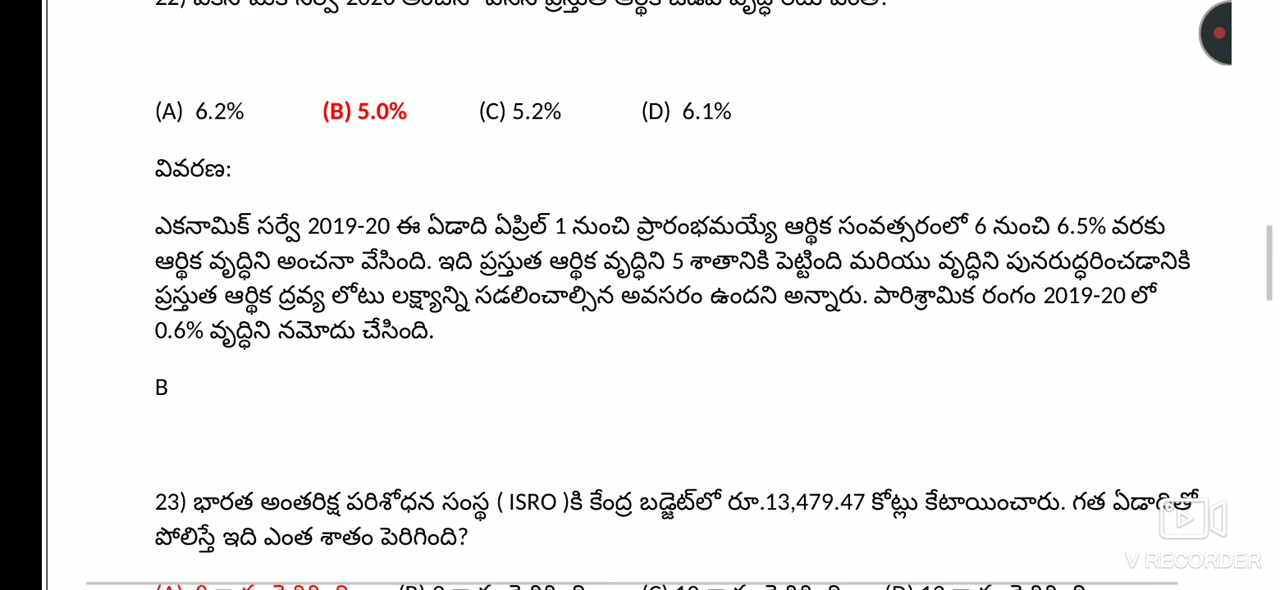 (A) 6.2% (B) 5.0% (C) 5.2% (D) 6.1%
వివరణ:
ఎకనామిక్ సర్వే 2019-20 ఈ ఏడాది ఏప్రిల్ 1 నుంచి ప్రారంభమయ్యే ఆర్థిక సంవత్సరంలో 6 నుంచి 6.5% వరకు
ఆర్థిక వృద్ధిని అంచనా వేసింది. ఇది ప్రస్తుత ఆర్థిక వృద్ధిని 5 శాతానికి పెట్టింది మరియు వృద్ధిని పునరుద్ధరించడానికి
ప్రస్తుత ఆర్థిక ద్రవ్య లోటు లక్ష్యాన్ని సడలించాల్సిన అవసరం ఉందని అన్నారు. పారిశ్రామిక రంగం 2019-20 లో
0.6% వృద్ధిని నమోదు చేసింది.
B
23) భారత అంతరిక్ష పరిశోధన సంస్థ ( ISRO )కి కేంద్ర బడ్జెట్‌లో రూ.13,479.47 కోట్లు కేటాయించారు. గత ఏడాదితో
పోలిస్తే ఇది ఎంత శాతం పెరిగింది?
V RECORDER